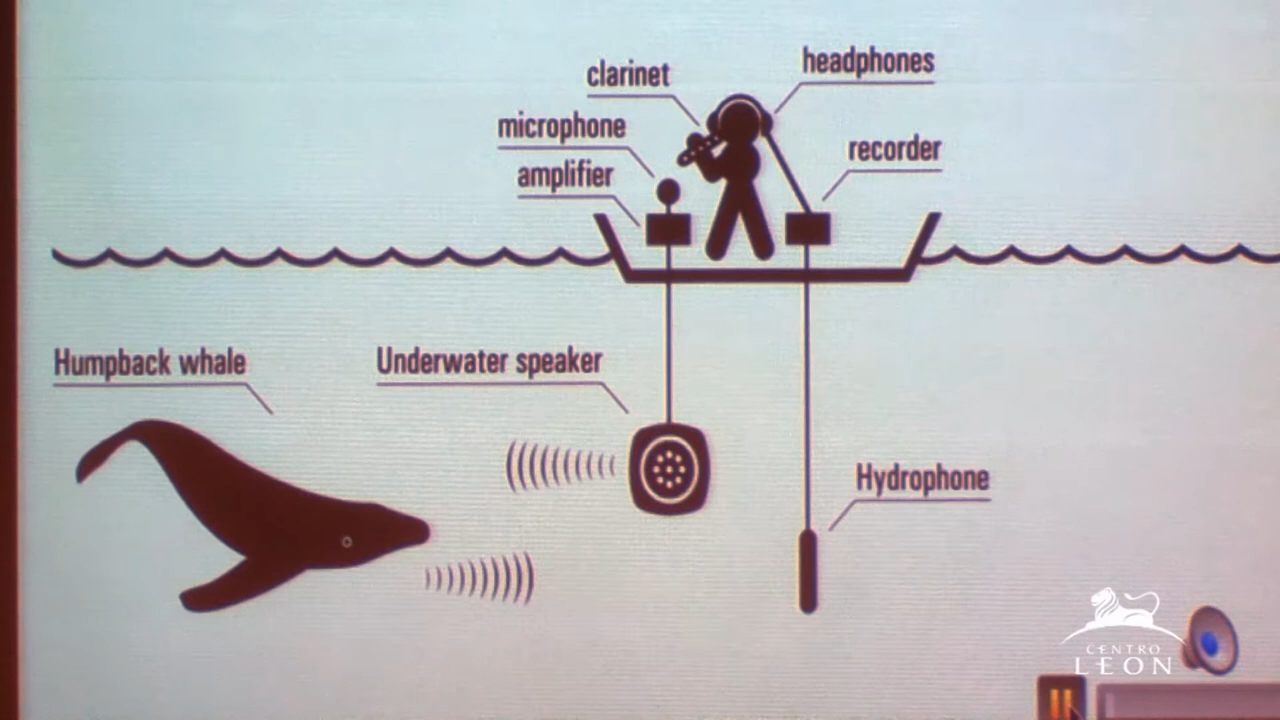 headphones
clarinet
microphone
recorder
amplifier
Humpback whale
Underwater speaker
Hydrophone
CENTRO
LEON